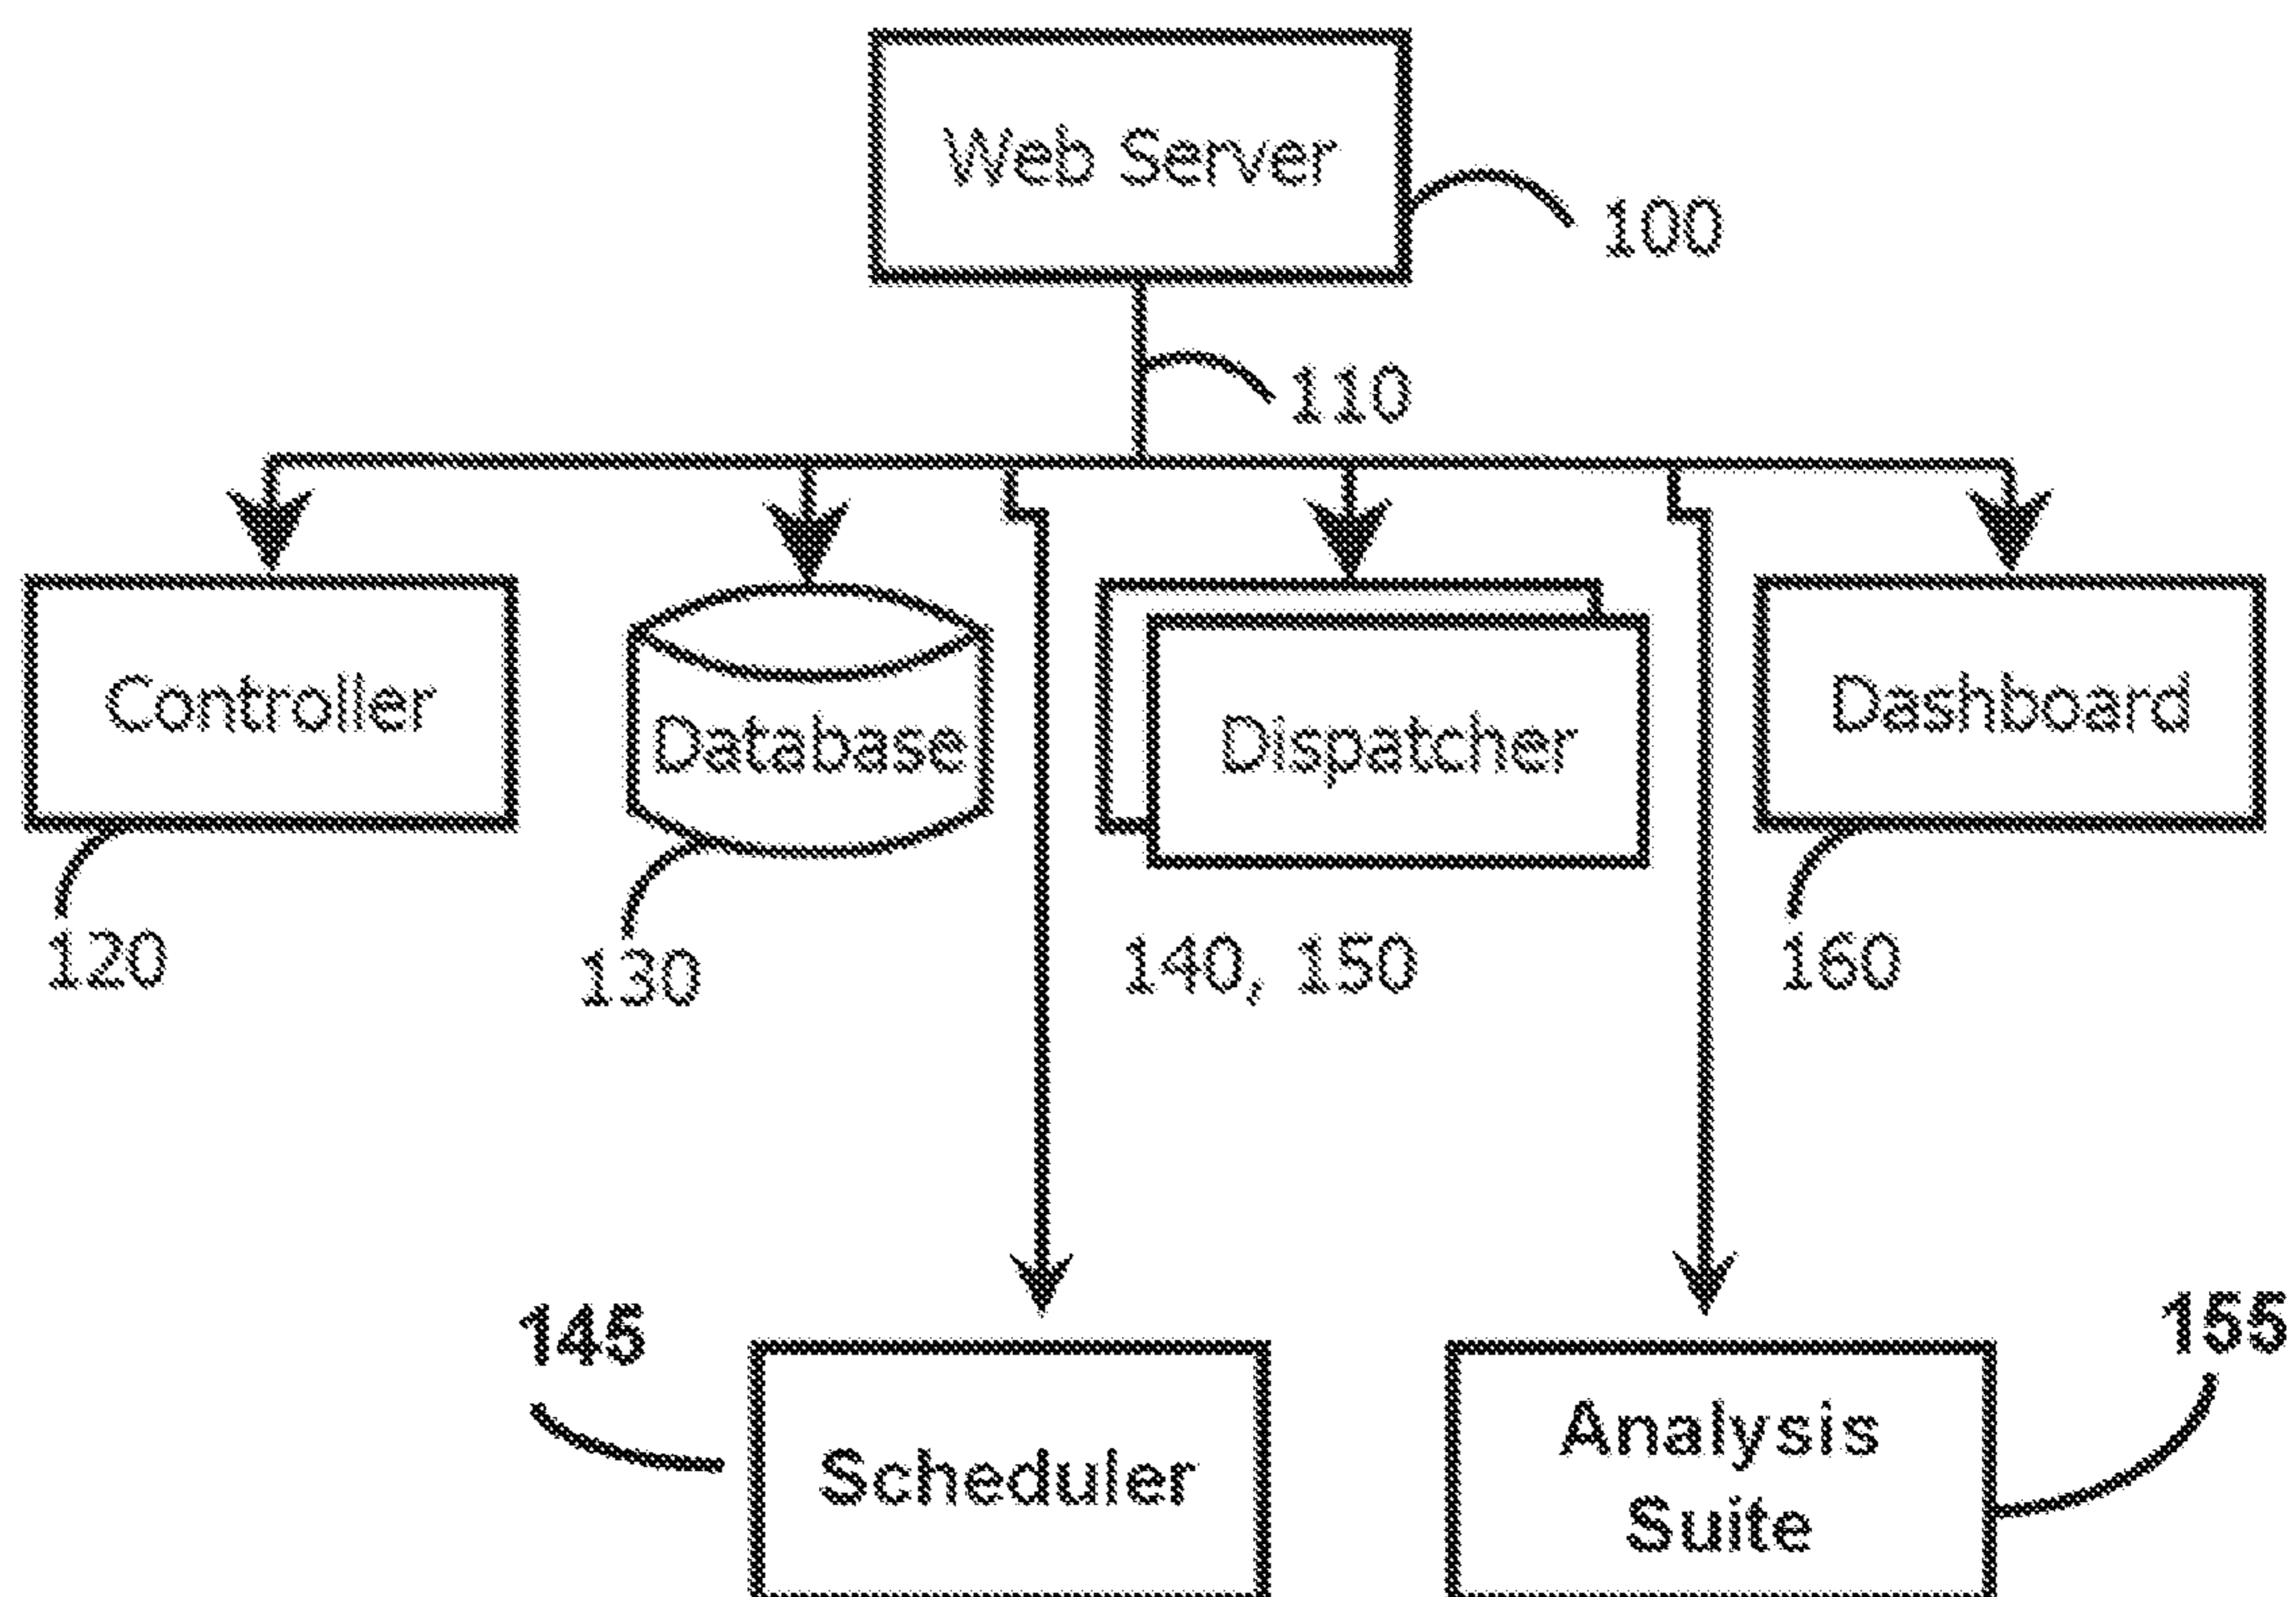 Web Server
100
110
Controller
Database
Dispatcher
Dashboard
120
130
140, 150
160
145
155
Scheduler
Analysis
Suite